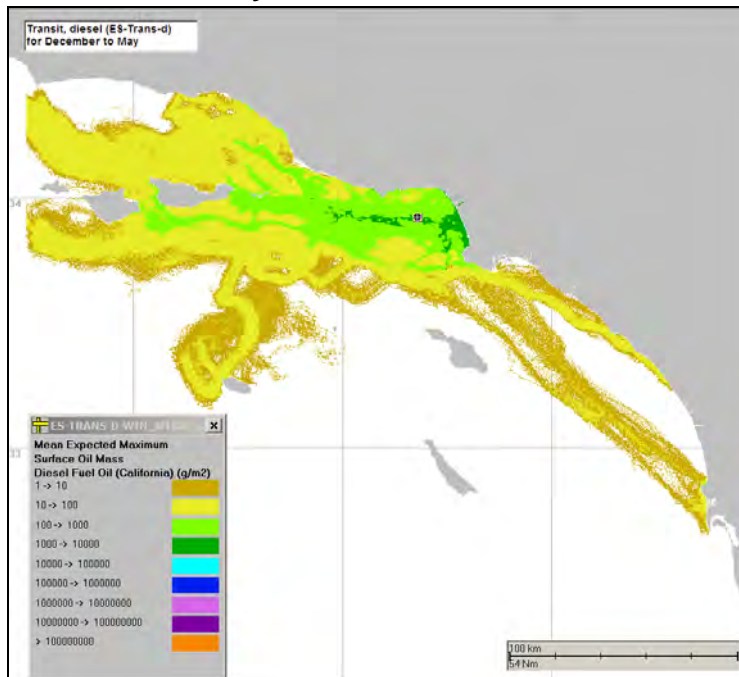 Transit, diesel (ES-Trans-d)
for December to May
34
33
Mean Expected Maximum
Surface Oil Mass
Diesel Fuel Oil (California) (g/m2)
1 -> 10
10 -> 100
100 -> 1000
1000 -> 10000
10000 -> 100000
100000 -> 1000000
1000000 -> 10000000
10000000 -> 100000000
> 100000000
100 km
54 Nm